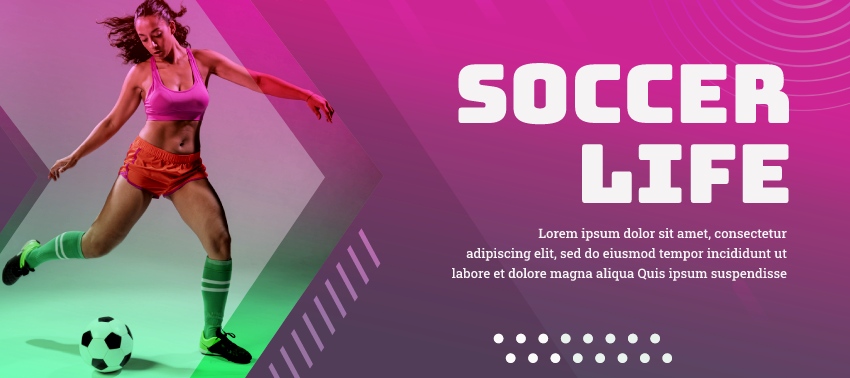 SOCCER
LIFE
Lorem ipsum dolor sit amet, consectetur
adipiscing elit, sed do eiusmod tempor incididunt ut
labore et dolore magna aliqua Quis ipsum suspendisse